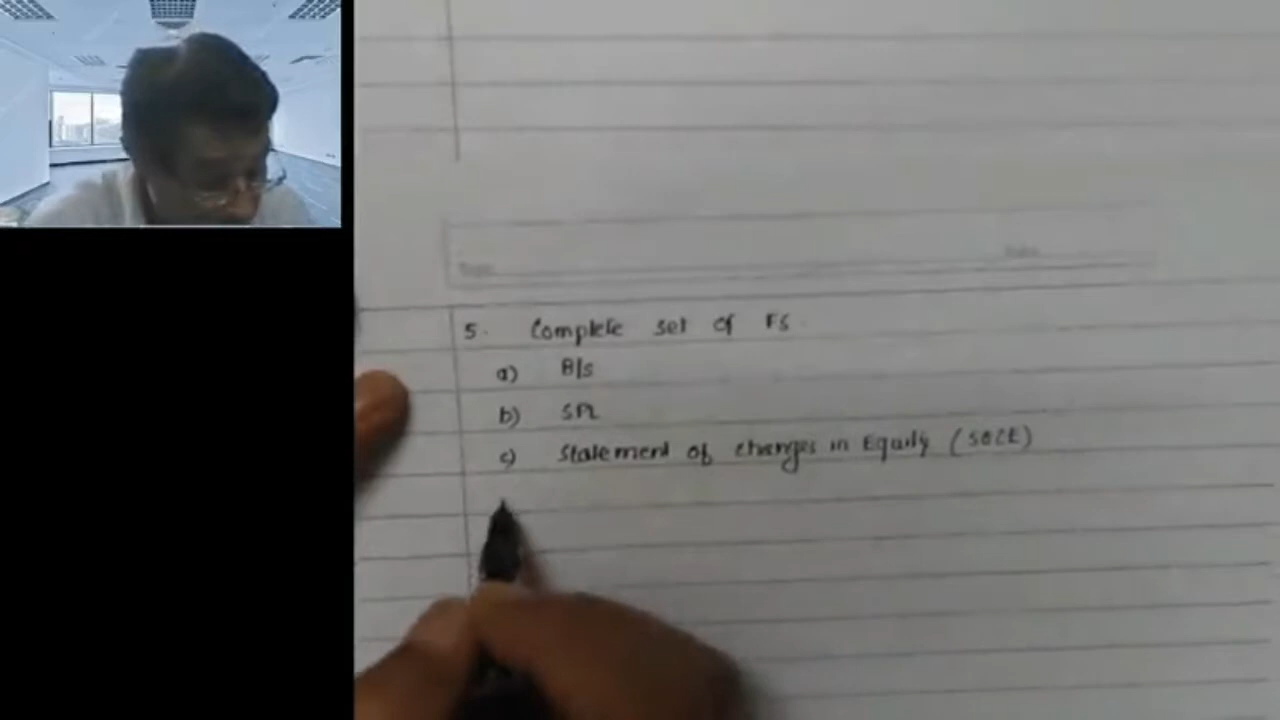 5. Complete set of FS.
a) B/s
b) SPL
c) Statement of changes in Equity (SOCE)